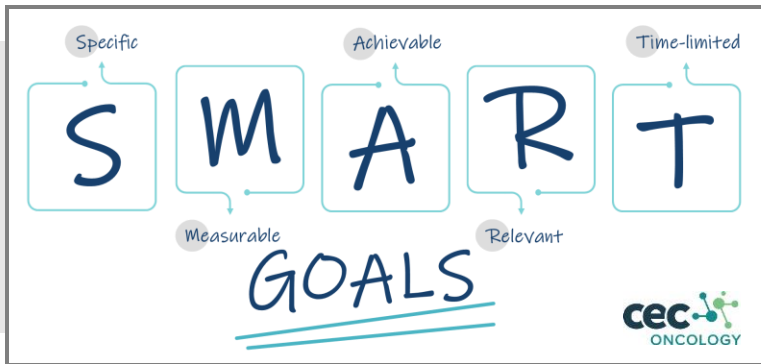 Specific
Achievable
Time-limited
S M A R T
Measurable
Relevant
GOALS
cec
ONCOLOGY